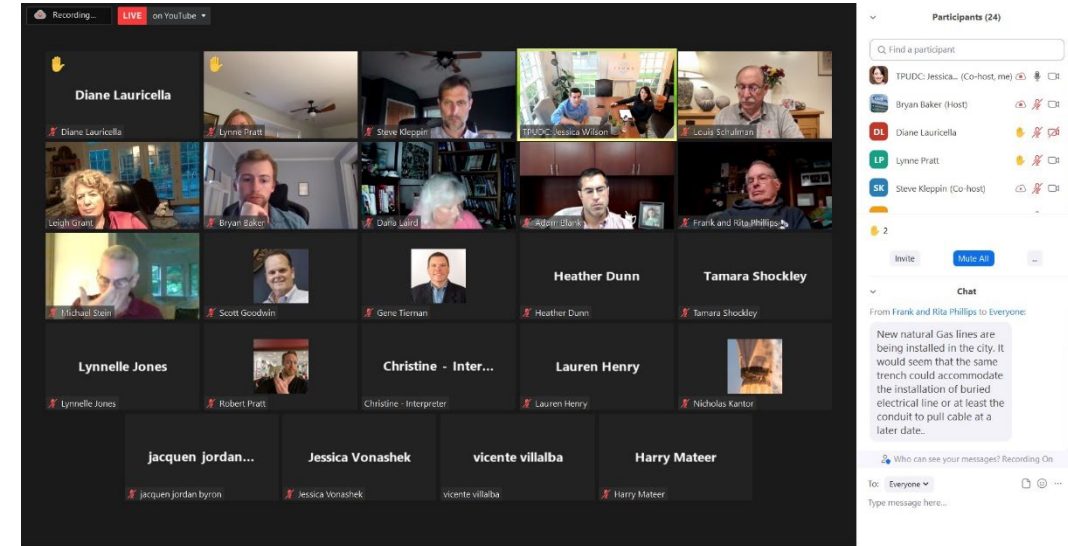 Recording...
LIVE on YouTube
Diane Lauricella
Diane Lauricella
Lynne Pratt
Steve Kleppin
TPUDC: Jessica Wilson
Louis Schulman
Leigh Grant
Bryan Baker
Dana Laird
Adam Blank
Frank and Rita Phillips
Michael Stein
Scott Goodwin
Gene Tiernan
Heather Dunn
Heather Dunn
Tamara Shockley
Tamara Shockley
Lynnelle Jones
Lynnelle Jones
Robert Pratt
Christine - Inter...
Christine - Interpreter
Lauren Henry
Lauren Henry
Nicholas Kantor
jacquen jordan...
jacquen jordan byron
Jessica Vonashek
Jessica Vonashek
vicente villalba
vicente villalba
Harry Mateer
Harry Mateer
Participants (24)
Find a participant
TPUDC: Jessica... (Co-host, me)
Bryan Baker (Host)
DL Diane Lauricella
LP Lynne Pratt
SK Steve Kleppin (Co-host)
2
Invite Mute All ...
Chat
From Frank and Rita Phillips to Everyone:
New natural Gas lines are
being installed in the city. It
would seem that the same
trench could accommodate
the installation of buried
electrical line or at least the
conduit to pull cable at a
later date..
Who can see your messages? Recording On
To: Everyone
Type message here...